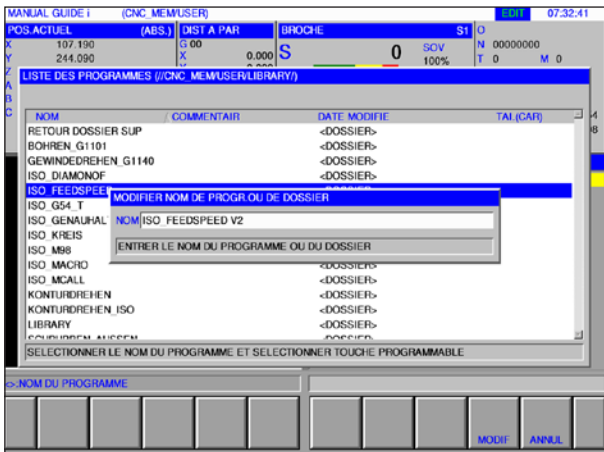 MANUAL GUIDE i (CNC_MEM/USER) EDIT 07:32:41
POS.ACTUEL (ABS.) DIST A PAR BROCHE S1 O
X 107.190 G 00 S 0 SOV N 00000000
Y 244.090 X 0.000 100% T 0 M 0
Z
LISTE DES PROGRAMMES (//CNC_MEM/USER/LIBRARY/)
A
B
C
NOM / COMMENTAIR DATE MODIFIE TAI.(CAR)
RETOUR DOSSIER SUP <DOSSIER>
BOHREN_G1101 <DOSSIER>
GEWINDEDREHEN_G1140 <DOSSIER>
ISO_DIAMONOF <DOSSIER>
ISO_FEEDSPEED
MODIFIER NOM DE PROGR.OU DE DOSSIER
ISO_G54_T
ISO_GENAUHAL NOM ISO_FEEDSPEED V2
ISO_KREIS
ENTRER LE NOM DU PROGRAMME OU DU DOSSIER
ISO_M98
ISO_MACRO <DOSSIER>
ISO_MCALL <DOSSIER>
KONTURDREHEN <DOSSIER>
KONTURDREHEN_ISO <DOSSIER>
LIBRARY <DOSSIER>
SELECTIONNER LE NOM DU PROGRAMME ET SELECTIONNER TOUCHE PROGRAMMABLE
<>:NOM DU PROGRAMME
MODIF ANNUL